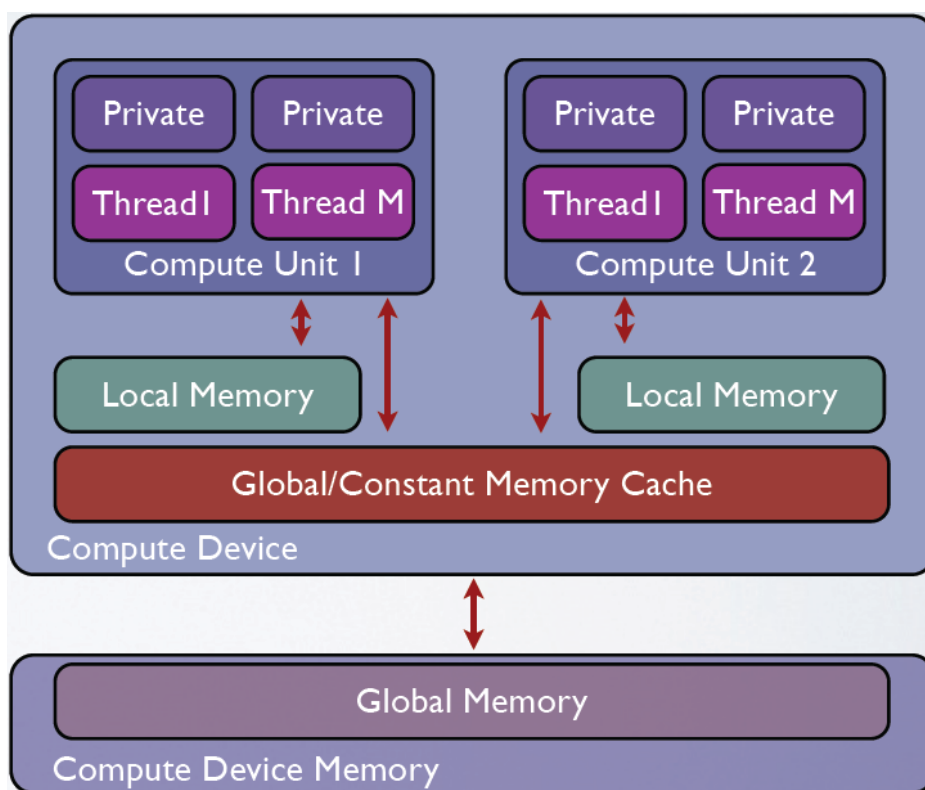 Private
Private
Private
Private
Thread1
Thread M
Thread1
Thread M
Compute Unit 1
Compute Unit 2
Local Memory
Local Memory
Global/Constant Memory Cache
Compute Device
Global Memory
Compute Device Memory